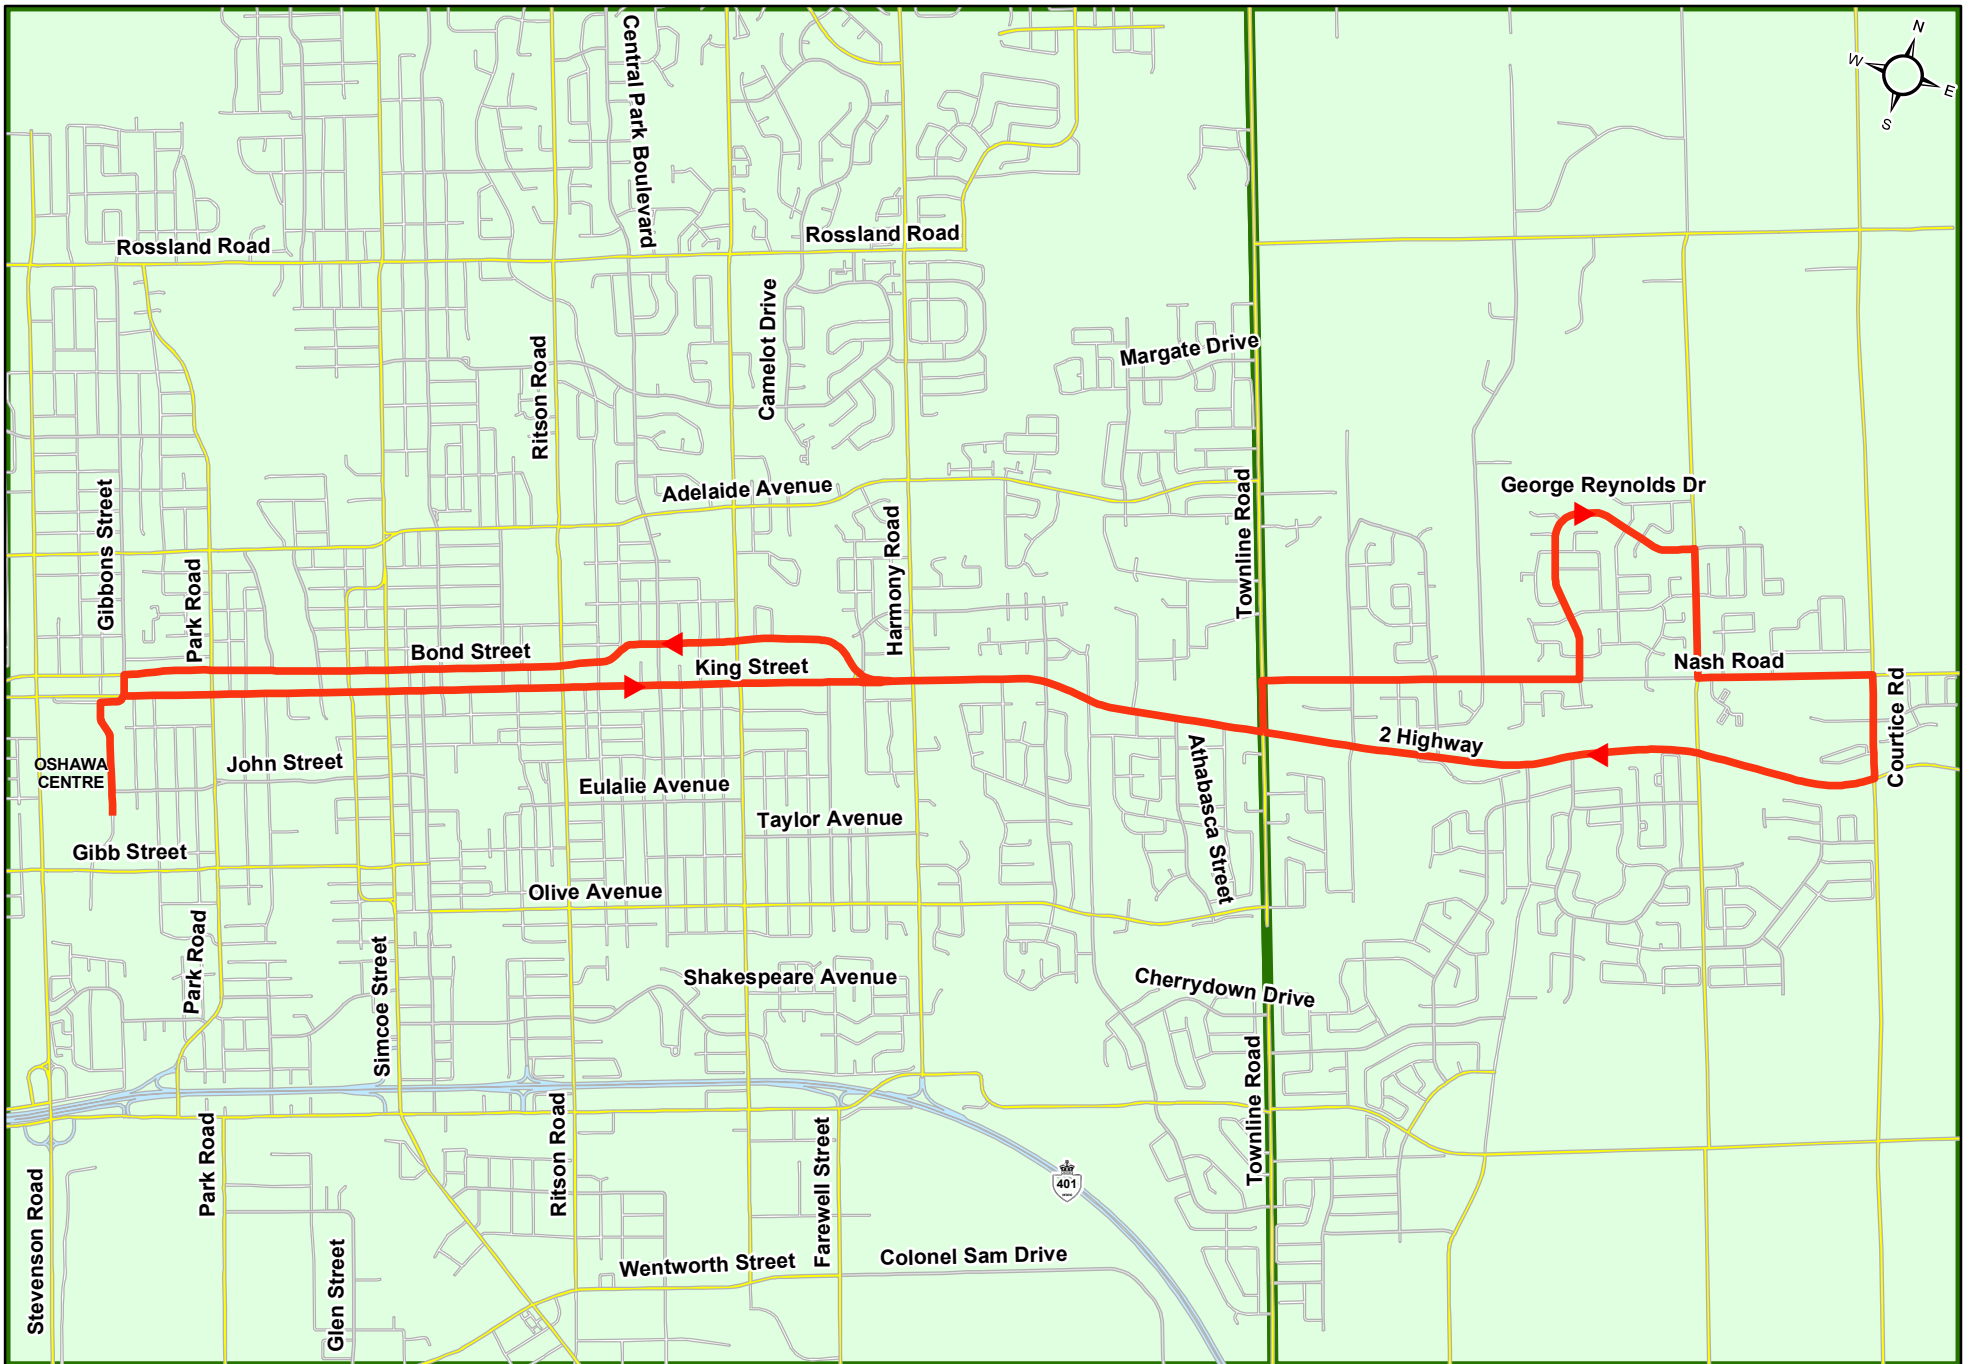 N
W
E
S
Central Park Boulevard
Rossland Road
Rossland Road
Camelot Drive
Ritson Road
Margate Drive
Adelaide Avenue
Townline Road
George Reynolds Dr
Gibbons Street
Park Road
Harmony Road
Bond Street
King Street
Nash Road
Courtice Rd
2 Highway
OSHAWA
CENTRE
John Street
Eulalie Avenue
Athabasca Street
Taylor Avenue
Gibb Street
Olive Avenue
Park Road
Simcoe Street
Shakespeare Avenue
Cherrydown Drive
Townline Road
Park Road
Ritson Road
Farewell Street
401
Stevenson Road
Glen Street
Wentworth Street
Colonel Sam Drive